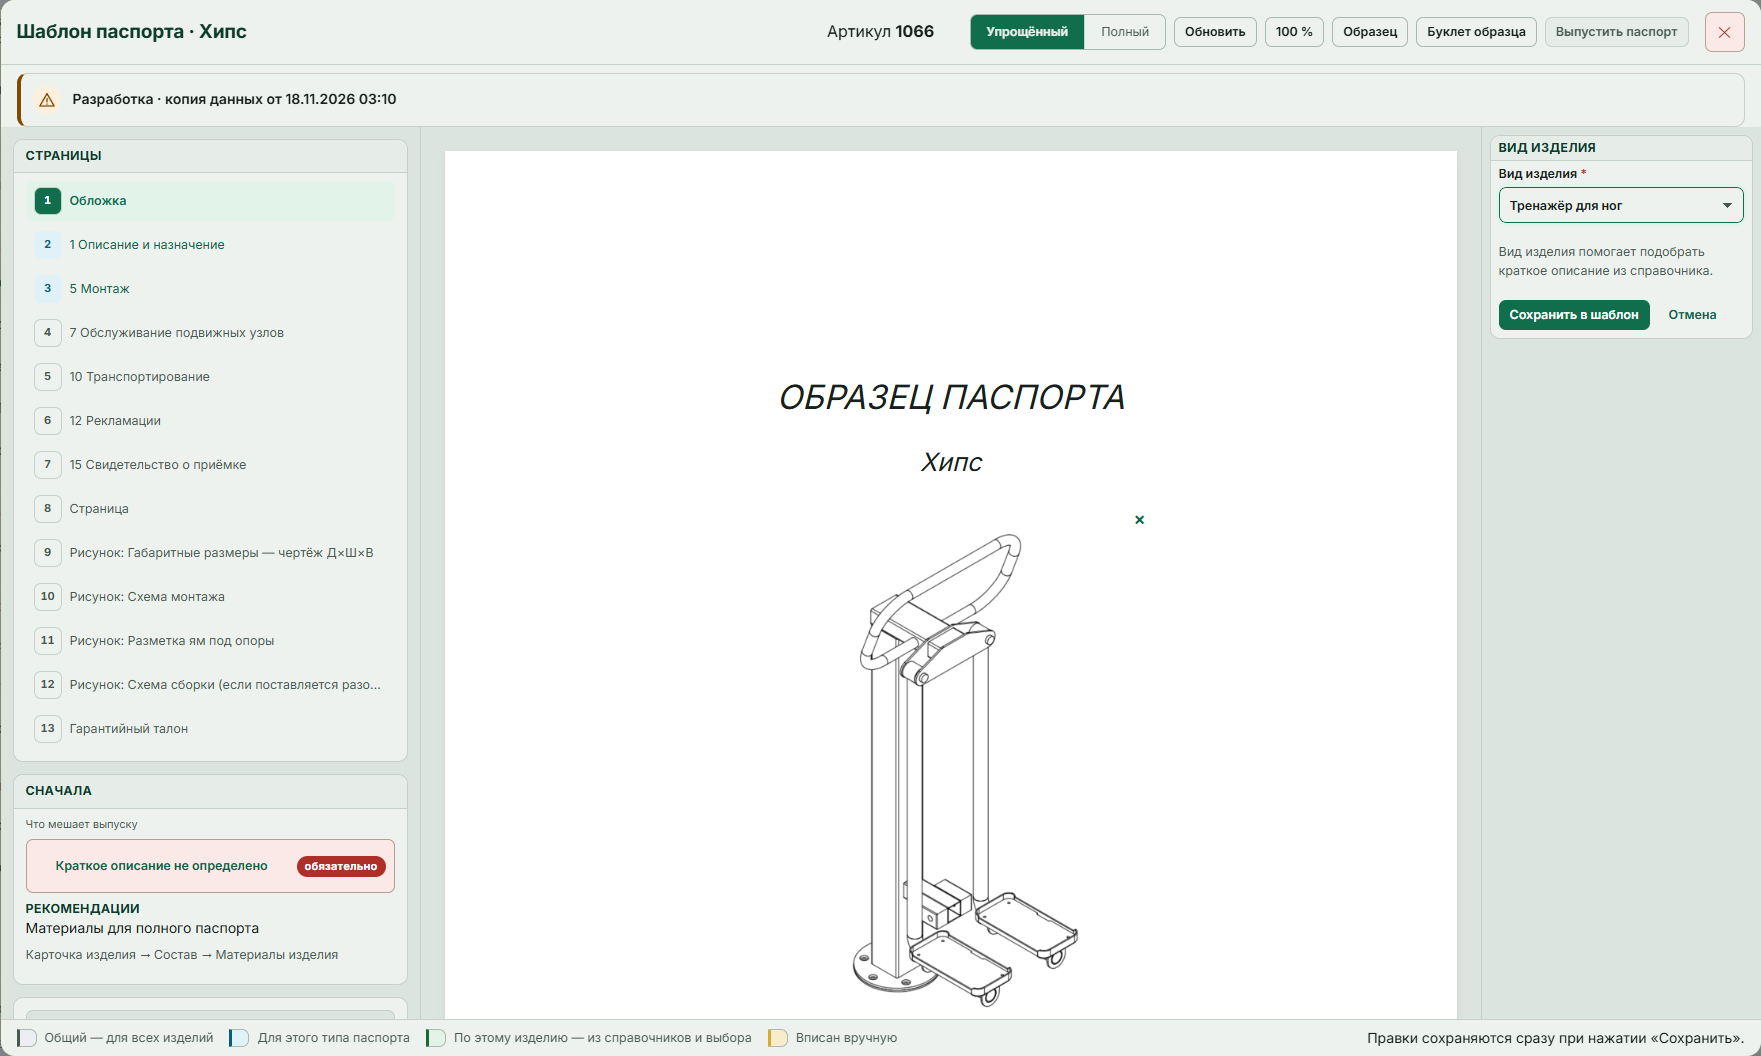 Шаблон паспорта · Хипс
Артикул 1066
Упрощённый
Полный
Обновить
100 %
Образец
Буклет образца
Выпустить паспорт
Разработка · копия данных от 18.11.2026 03:10
СТРАНИЦЫ
1 Обложка
2 1 Описание и назначение
3 5 Монтаж
4 7 Обслуживание подвижных узлов
5 10 Транспортирование
6 12 Рекламации
7 15 Свидетельство о приёмке
8 Страница
9 Рисунок: Габаритные размеры — чертёж Д×Ш×В
10 Рисунок: Схема монтажа
11 Рисунок: Разметка ям под опоры
12 Рисунок: Схема сборки (если поставляется разо...
13 Гарантийный талон
СНАЧАЛА
Что мешает выпуску
Краткое описание не определено
обязательно
РЕКОМЕНДАЦИИ
Материалы для полного паспорта
Карточка изделия → Состав → Материалы изделия
ОБРАЗЕЦ ПАСПОРТА
Хипс
×
ВИД ИЗДЕЛИЯ
Вид изделия *
Тренажёр для ног
Вид изделия помогает подобрать
краткое описание из справочника.
Сохранить в шаблон
Отмена
Общий — для всех изделий
Для этого типа паспорта
По этому изделию — из справочников и выбора
Вписан вручную
Правки сохраняются сразу при нажатии «Сохранить».